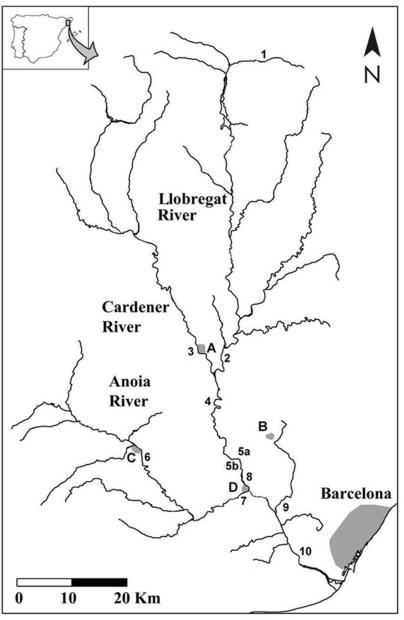 1
N
Llobregat
River
Cardener
River
A
3
2
Anoia
River
4
B
5a
C
6
5b
8
D
Barcelona
7
9
10
0 10 20 Km